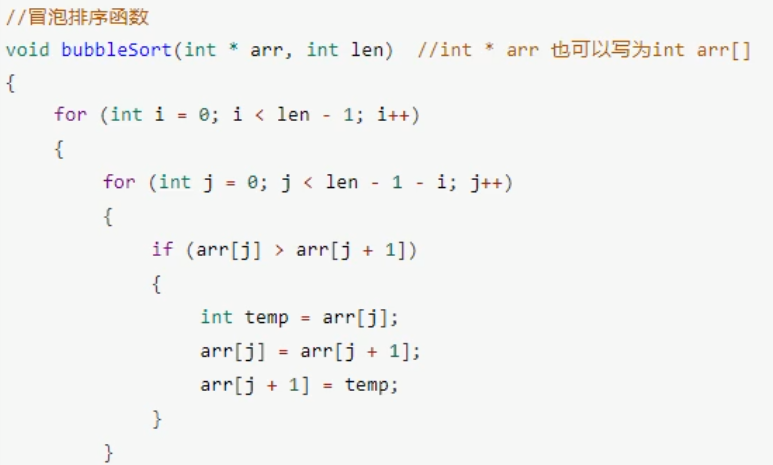 //冒泡排序函数
void bubbleSort(int * arr, int len)  //int * arr 也可以写为int arr[]
{
    for (int i = 0; i < len - 1; i++)
    {
        for (int j = 0; j < len - 1 - i; j++)
        {
            if (arr[j] > arr[j + 1])
            {
                int temp = arr[j];
                arr[j] = arr[j + 1];
                arr[j + 1] = temp;
            }
        }